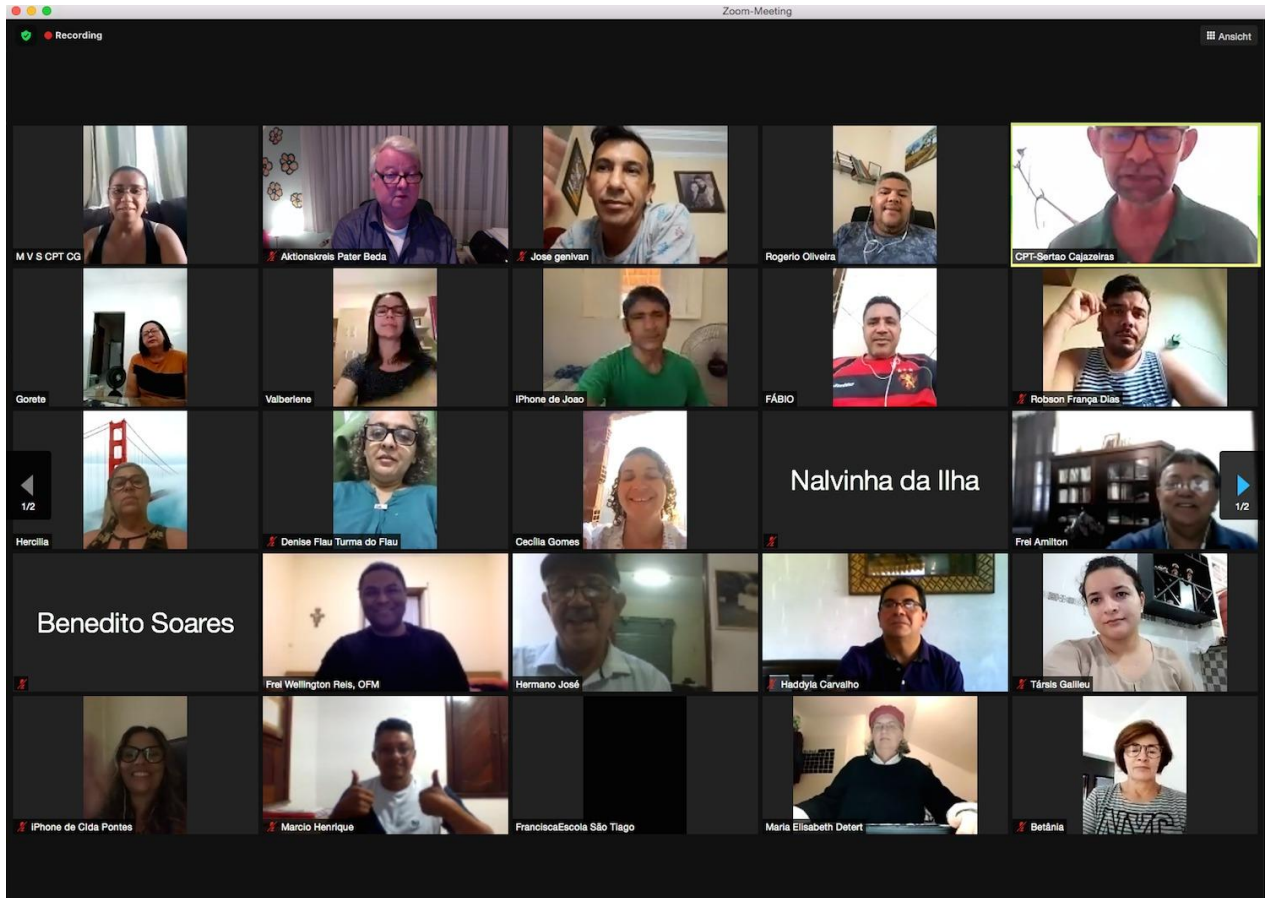 Zoom-Meeting
Recording
Ansicht
M V S CPT CG
Aktionskreis Pater Beda
Jose genivan
Rogerio Oliveira
CPT-Sertao Cajazeiras
Gorete
Valberlene
iPhone de Joao
FÁBIO
Robson França Dias
1/2
Hercilia
Denise Flau Turma do Flau
Cecília Gomes
Nalvinha da Ilha
Frei Amilton
1/2
Benedito Soares
Frei Wellington Reis, OFM
Hermano José
Haddyla Carvalho
Társis Galileu
iPhone de Cida Pontes
Marcio Henrique
FranciscaEscola São Tiago
Maria Elisabeth Detert
Betânia